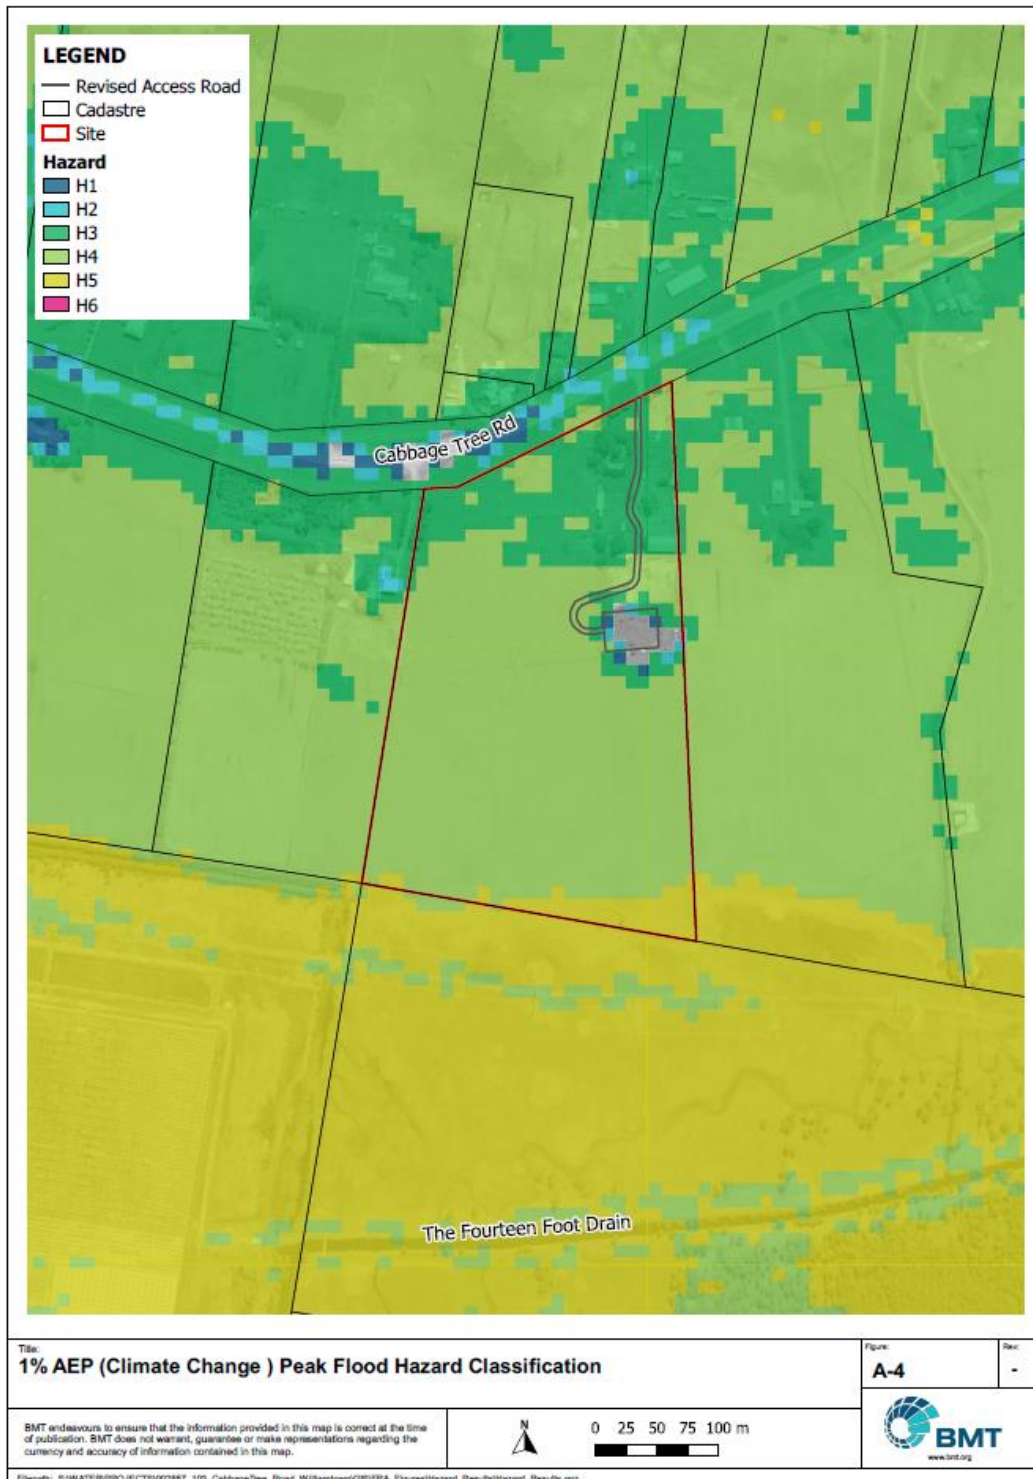 LEGEND
Revised Access Road
Cadastre
Site
Hazard
H1
H2
H3
H4
H5
H6
Cabbage Tree Rd
The Fourteen Foot Drain
Title:
1% AEP (Climate Change ) Peak Flood Hazard Classification
Figure:
A-4
Rev:
-
BMT endeavours to ensure that the information provided in this map is correct at the time
of publication. BMT does not warrant, guarantee or make representations regarding the
currency and accuracy of information contained in this map.
N
0 25 50 75 100 m
BMT
www.bmt.org